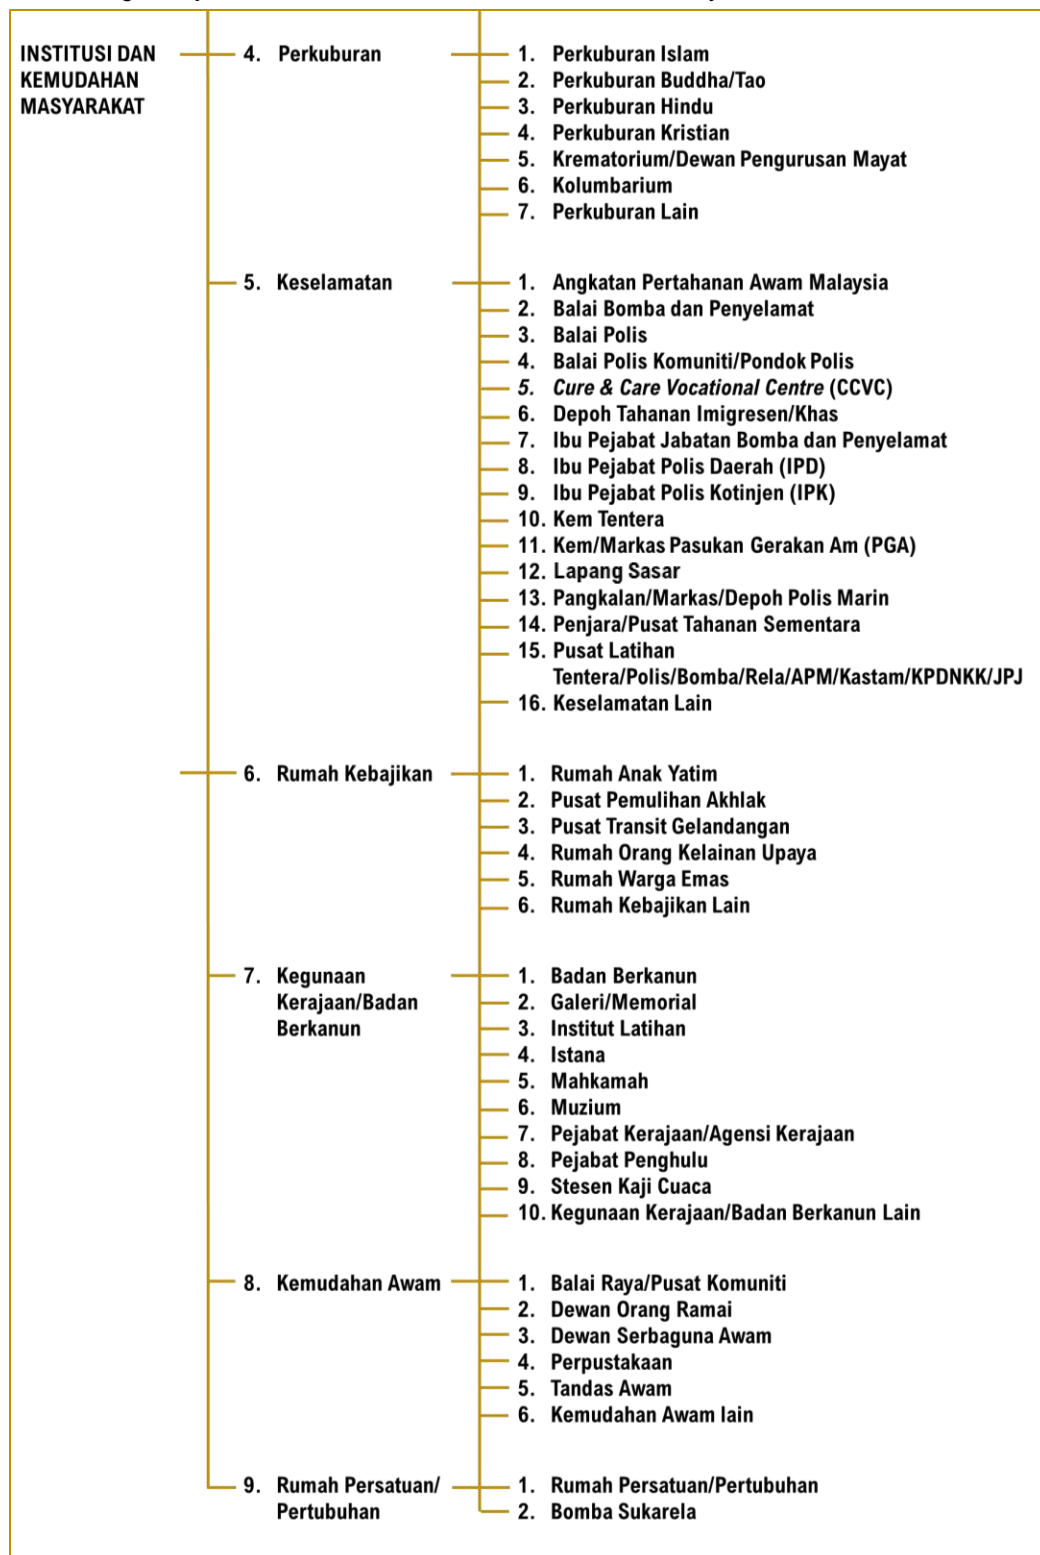 INSTITUSI DAN
KEMUDAHAN
MASYARAKAT
4. Perkuburan
1. Perkuburan Islam
2. Perkuburan Buddha/Tao
3. Perkuburan Hindu
4. Perkuburan Kristian
5. Krematorium/Dewan Pengurusan Mayat
6. Kolumbarium
7. Perkuburan Lain
5. Keselamatan
1. Angkatan Pertahanan Awam Malaysia
2. Balai Bomba dan Penyelamat
3. Balai Polis
4. Balai Polis Komuniti/Pondok Polis
5. Cure & Care Vocational Centre (CCVC)
6. Depoh Tahanan Imigresen/Khas
7. Ibu Pejabat Jabatan Bomba dan Penyelamat
8. Ibu Pejabat Polis Daerah (IPD)
9. Ibu Pejabat Polis Kotinjen (IPK)
10. Kem Tentera
11. Kem/Markas Pasukan Gerakan Am (PGA)
12. Lapang Sasar
13. Pangkalan/Markas/Depoh Polis Marin
14. Penjara/Pusat Tahanan Sementara
15. Pusat Latihan
Tentera/Polis/Bomba/Rela/APM/Kastam/KPDNKK/JPJ
16. Keselamatan Lain
6. Rumah Kebajikan
1. Rumah Anak Yatim
2. Pusat Pemulihan Akhlak
3. Pusat Transit Gelandangan
4. Rumah Orang Kelainan Upaya
5. Rumah Warga Emas
6. Rumah Kebajikan Lain
7. Kegunaan
Kerajaan/Badan
Berkanun
1. Badan Berkanun
2. Galeri/Memorial
3. Institut Latihan
4. Istana
5. Mahkamah
6. Muzium
7. Pejabat Kerajaan/Agensi Kerajaan
8. Pejabat Penghulu
9. Stesen Kaji Cuaca
10. Kegunaan Kerajaan/Badan Berkanun Lain
8. Kemudahan Awam
1. Balai Raya/Pusat Komuniti
2. Dewan Orang Ramai
3. Dewan Serbaguna Awam
4. Perpustakaan
5. Tandas Awam
6. Kemudahan Awam lain
9. Rumah Persatuan/
Pertubuhan
1. Rumah Persatuan/Pertubuhan
2. Bomba Sukarela